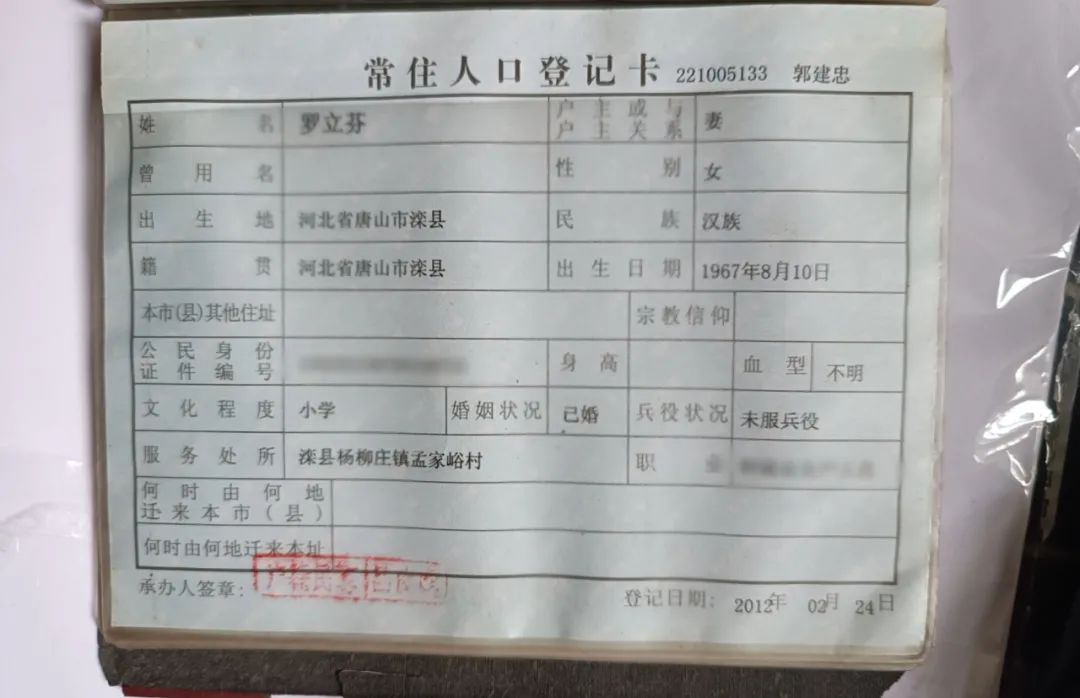 常住人口登记卡 221005133 郭建忠
姓名 罗立芬 户主或与户主关系 妻
曾用名 性别 女
出生地 河北省唐山市滦县 民族 汉族
籍贯 河北省唐山市滦县 出生日期 1967年8月10日
本市(县)其他住址 宗教信仰
公民身份证件编号 身高 血型 不明
文化程度 小学 婚姻状况 已婚 兵役状况 未服兵役
服务处所 滦县杨柳庄镇孟家峪村 职业
何时由何地迁来本市(县)
何时由何地迁来本址
承办人签章:
登记日期: 2012年 02月 24日